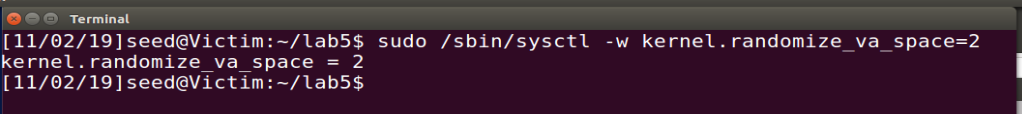 Terminal
[11/02/19]seed@Victim:~/lab5$ sudo /sbin/sysctl -w kernel.randomize_va_space=2
kernel.randomize_va_space = 2
[11/02/19]seed@Victim:~/lab5$